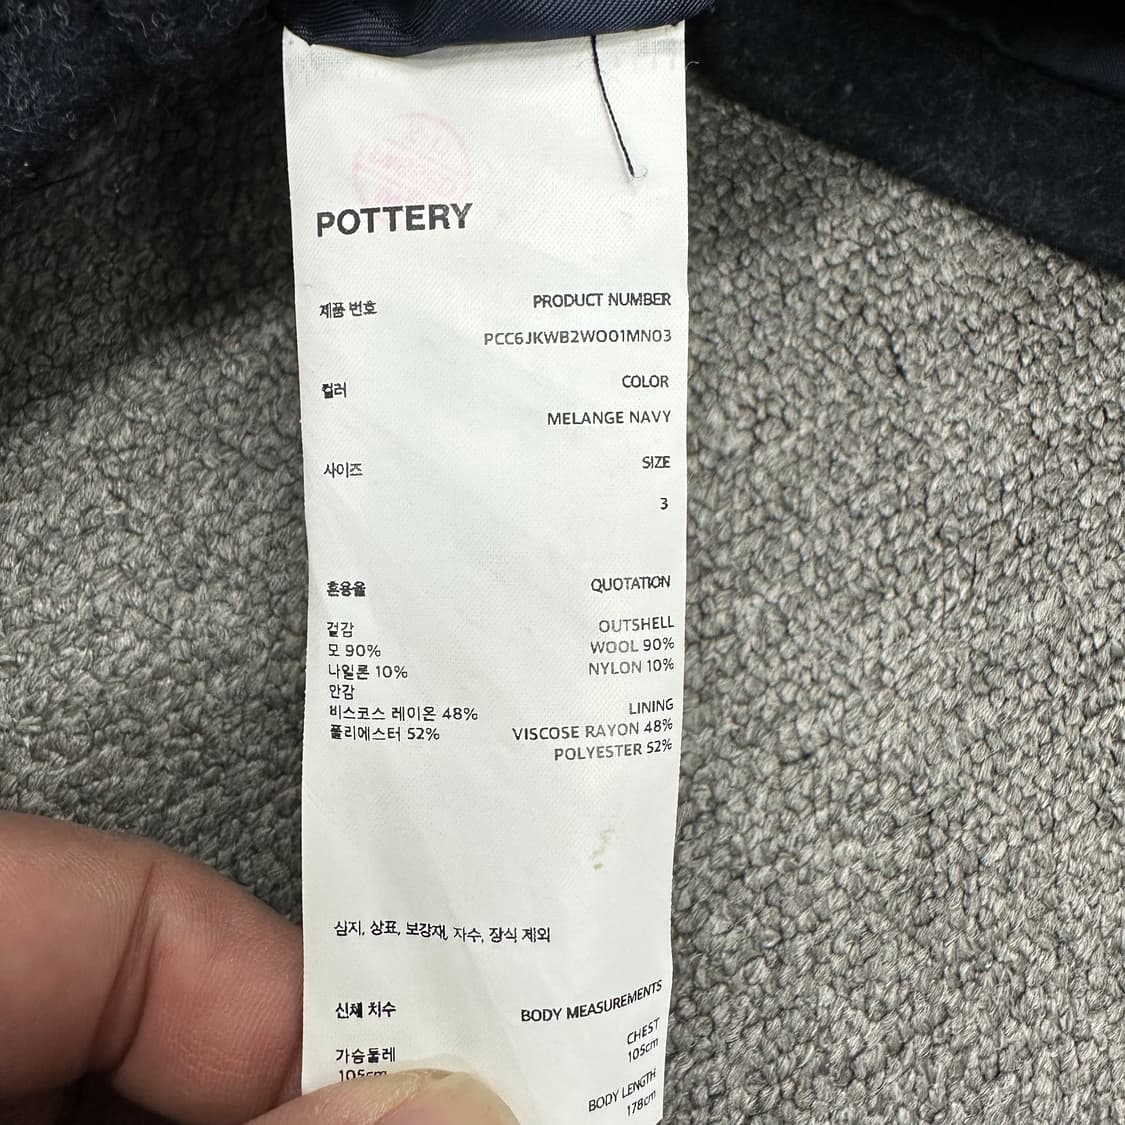 POTTERY
제품 번호 PRODUCT NUMBER
PCC6JKWB2WO01MN03
컬러 COLOR
MELANGE NAVY
사이즈 SIZE
3
혼용율 QUOTATION
겉감 OUTSHELL
모 90% WOOL 90%
나일론 10% NYLON 10%
안감 LINING
비스코스 레이온 48% VISCOSE RAYON 48%
폴리에스터 52% POLYESTER 52%
심지, 상표, 보강재, 자수, 장식 제외
신체 치수 BODY MEASUREMENTS
가슴둘레 CHEST
105cm 105cm
BODY LENGTH
178cm